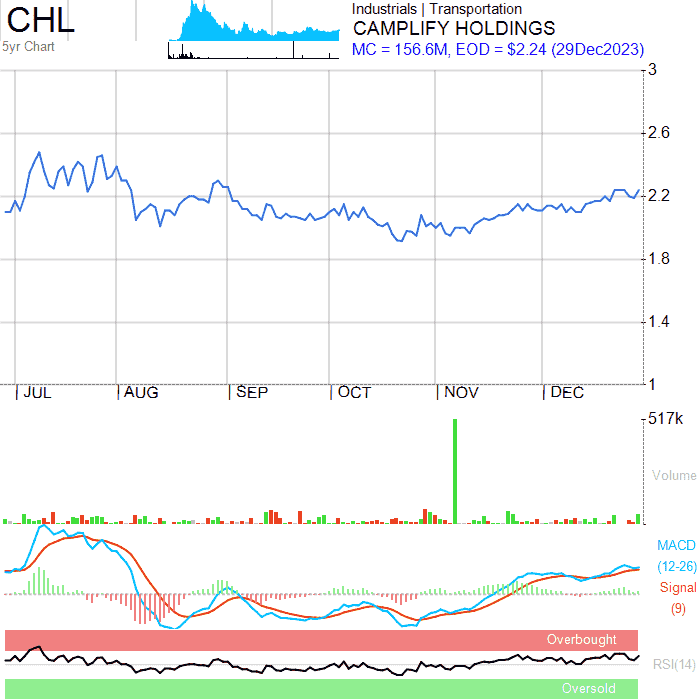 CHL
5yr Chart
Industrials | Transportation
CAMPLIFY HOLDINGS
MC = 156.6M, EOD = $2.24 (29Dec2023)
3
2.6
2.2
1.8
1.4
1
| JUL | AUG | SEP | OCT | NOV | DEC
517k
Volume
MACD
(12-26)
Signal
(9)
Overbought
RSI(14)
Oversold